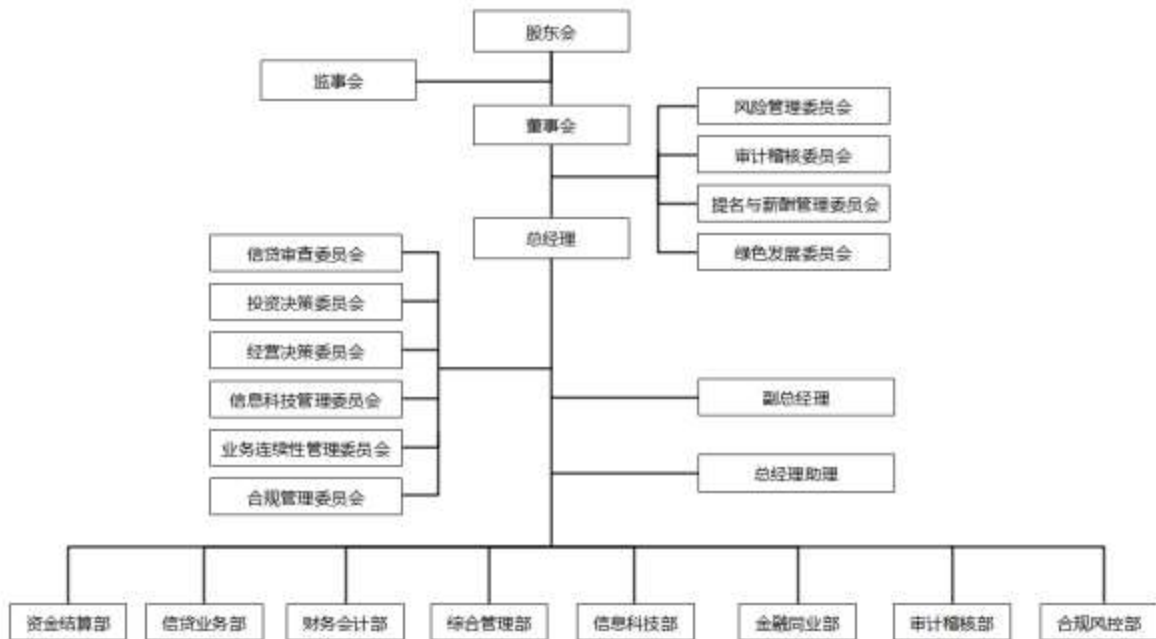 股东会
监事会
董事会
风险管理委员会
审计稽核委员会
提名与薪酬管理委员会
绿色发展委员会
总经理
信贷审查委员会
投资决策委员会
经营决策委员会
信息科技管理委员会
业务连续性管理委员会
合规管理委员会
副总经理
总经理助理
资金结算部
信贷业务部
财务会计部
综合管理部
信息科技部
金融同业部
审计稽核部
合规风控部